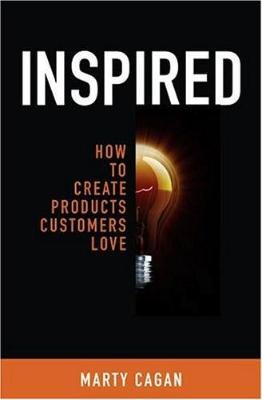 INSPIRED
HOW
TO
CREATE
PRODUCTS
CUSTOMERS
LOVE
MARTY CAGAN